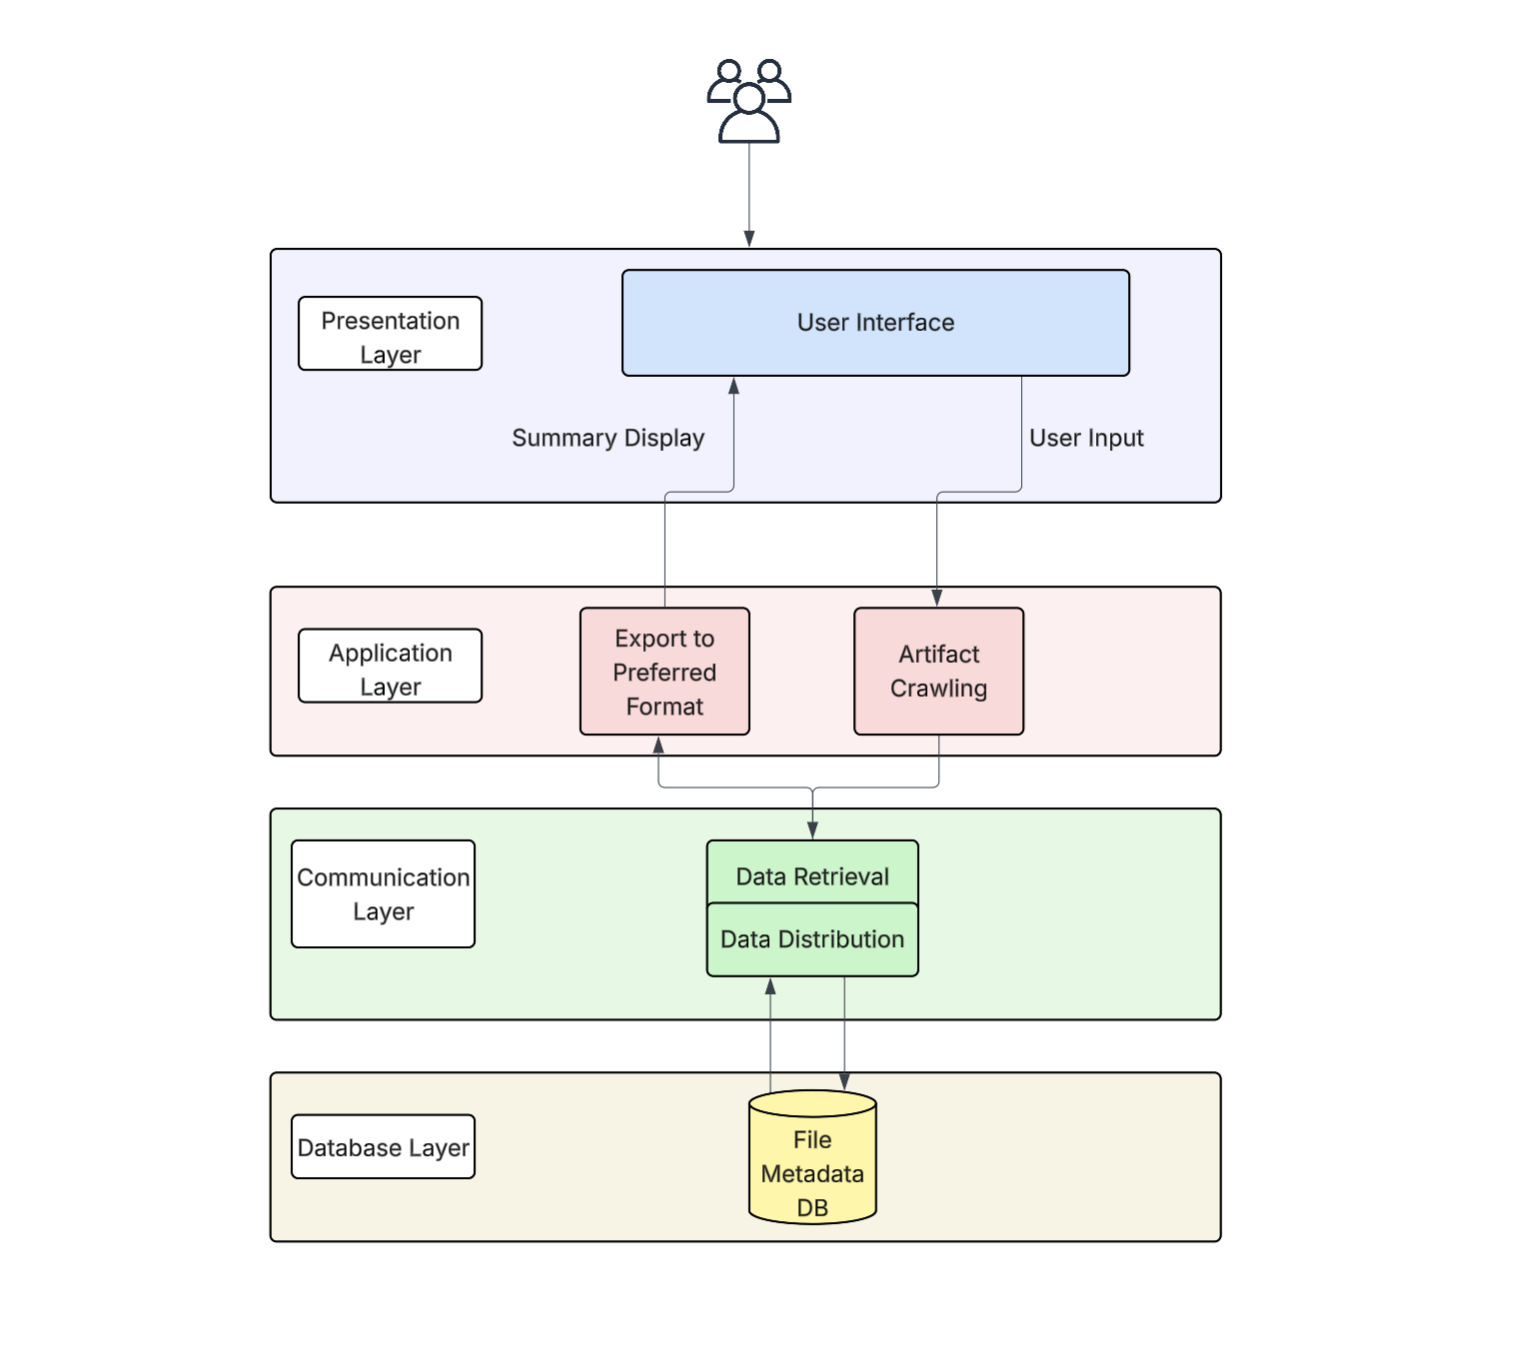 Presentation
Layer
User Interface
Summary Display
User Input
Application
Layer
Export to
Preferred
Format
Artifact
Crawling
Communication
Layer
Data Retrieval
Data Distribution
Database Layer
File
Metadata
DB